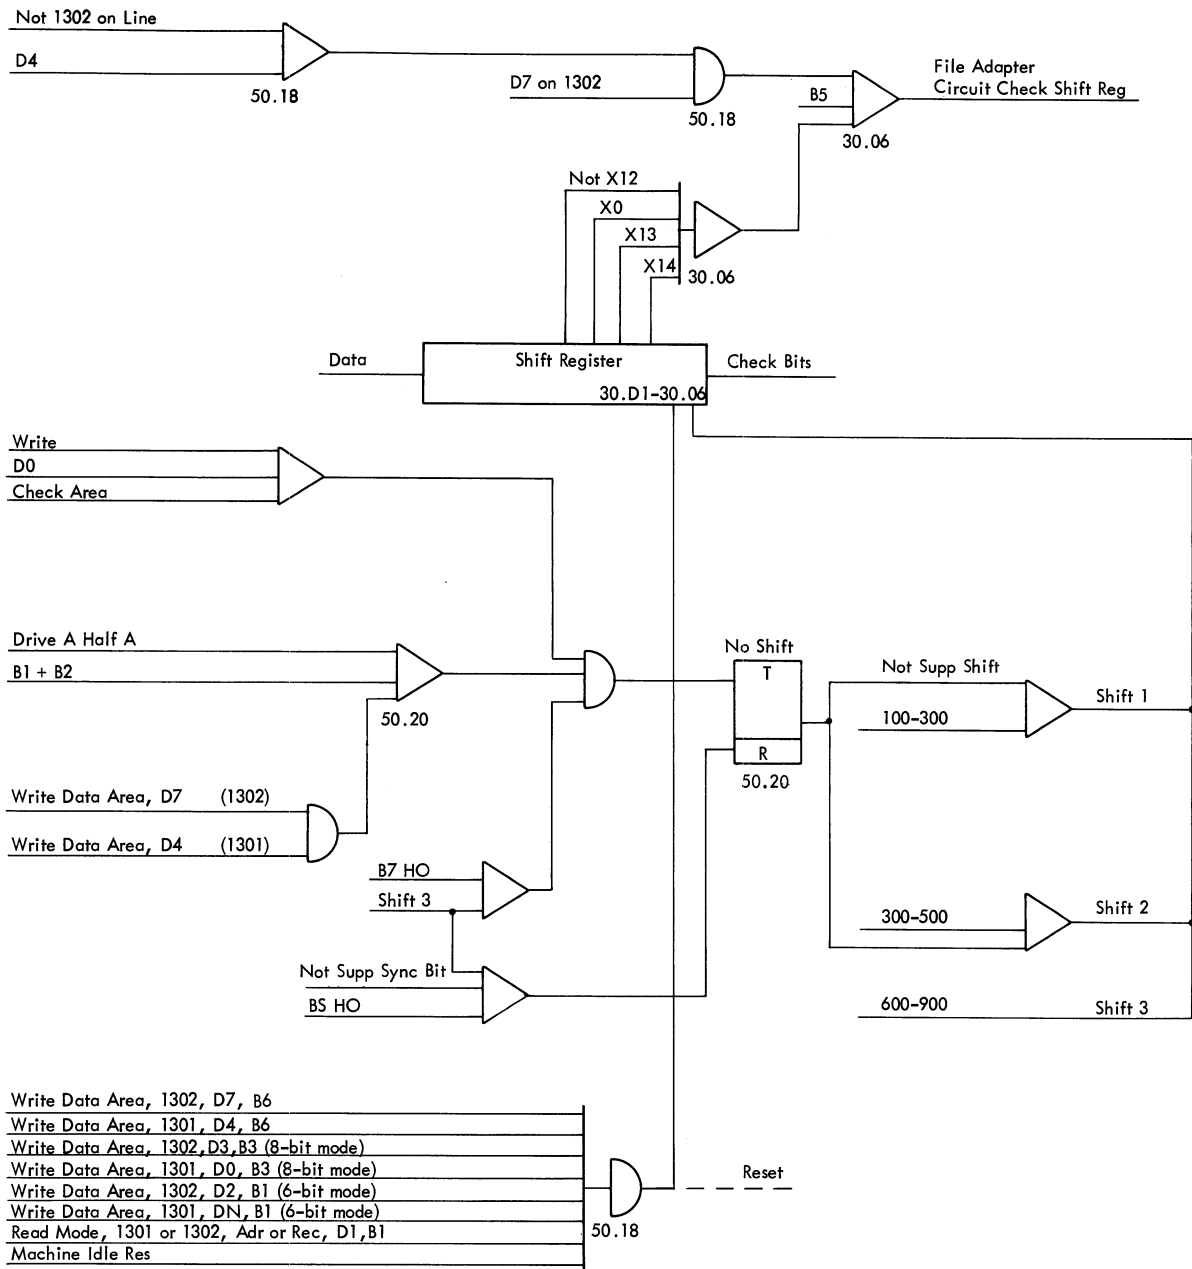 Not 1302 on Line
D4
50.18
D7 on 1302
50.18
B5
30.06
File Adapter
Circuit Check Shift Reg
Not X12
X0
X13
X14
30.06
Data
Shift Register
30.D1-30.06
Check Bits
Write
D0
Check Area
Drive A Half A
B1 + B2
50.20
No Shift
T
R
50.20
Not Supp Shift
100-300
Shift 1
Write Data Area, D7 (1302)
Write Data Area, D4 (1301)
B7 HO
Shift 3
300-500
Shift 2
Not Supp Sync Bit
BS HO
600-900
Shift 3
Write Data Area, 1302, D7, B6
Write Data Area, 1301, D4, B6
Write Data Area, 1302,D3,B3 (8-bit mode)
Write Data Area, 1301, D0, B3 (8-bit mode)
Write Data Area, 1302, D2, B1 (6-bit mode)
Write Data Area, 1301, DN, B1 (6-bit mode)
Read Mode, 1301 or 1302, Adr or Rec, D1,B1
Machine Idle Res
50.18
Reset